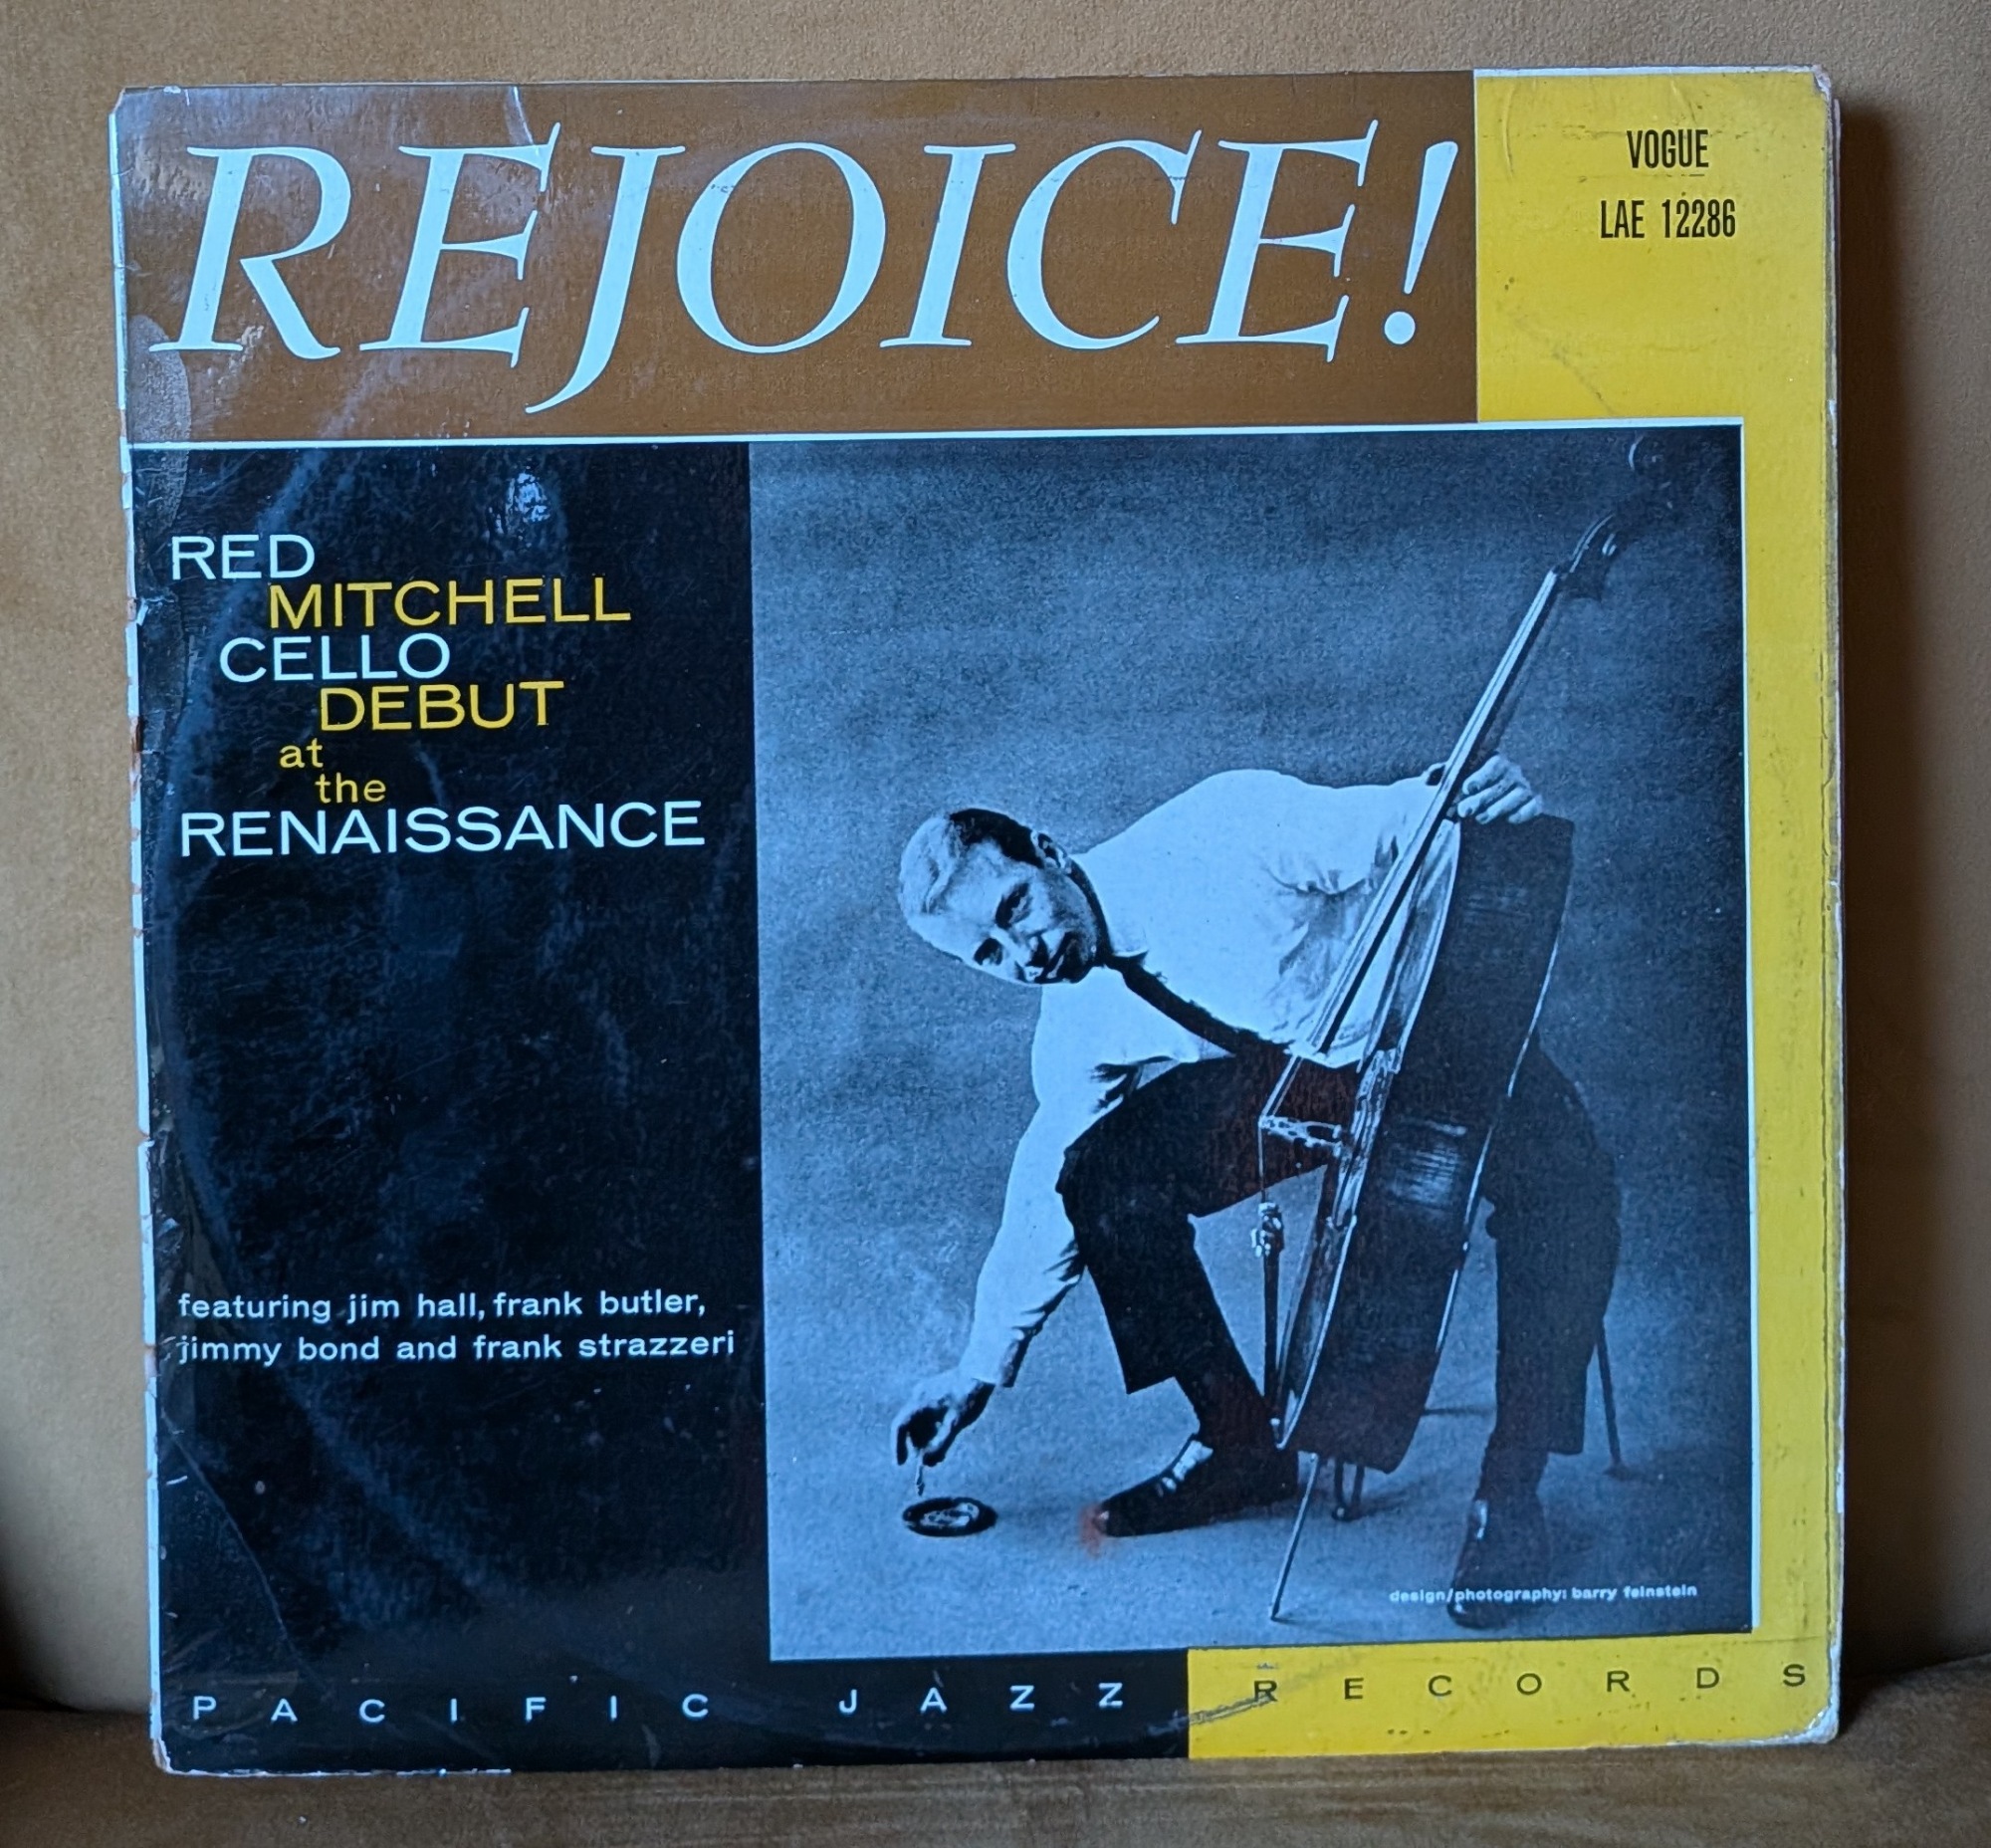 REJOICE!
VOGUE
LAE 12286
RED
MITCHELL
CELLO
DEBUT
at
the
RENAISSANCE
featuring jim hall, frank butler,
jimmy bond and frank strazzeri
design/photography: barry feinstein
PACIFIC JAZZ RECORDS